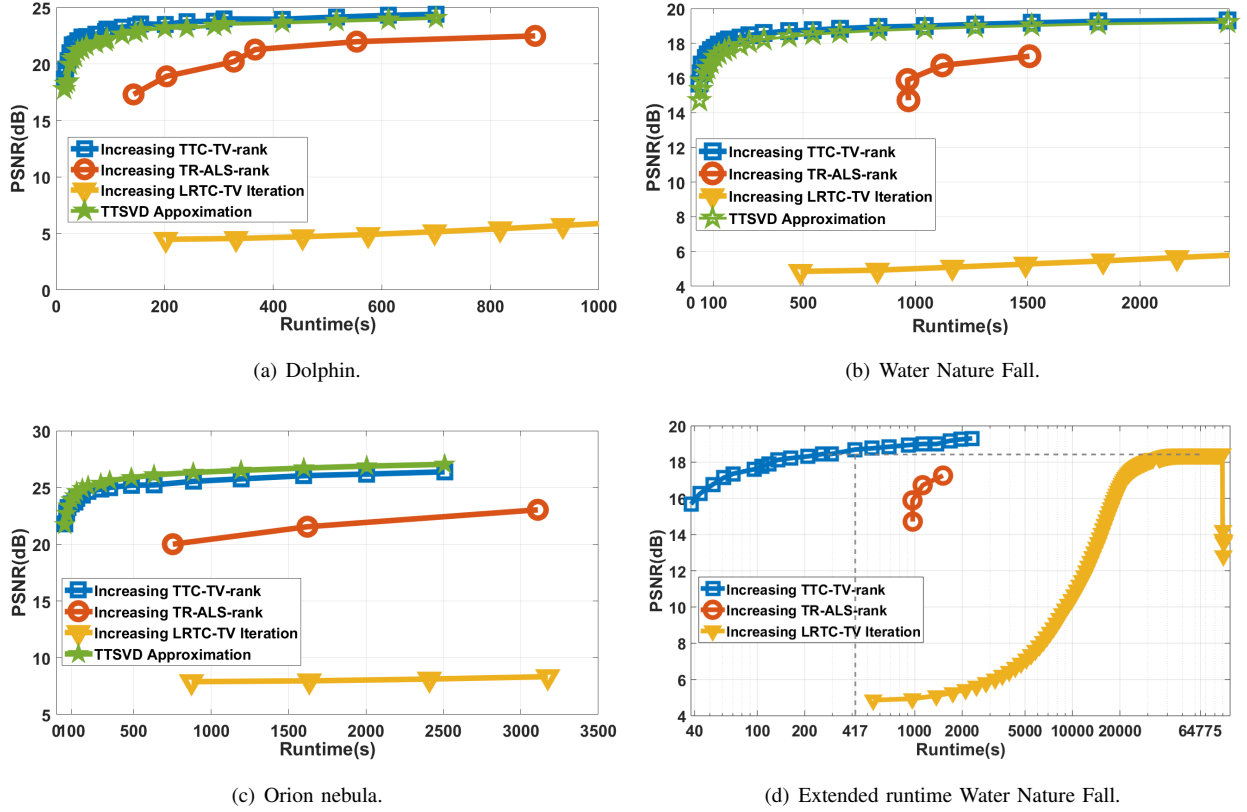 25
20
15
10
5
0
PSNR(dB)
Increasing TTC-TV-rank
Increasing TR-ALS-rank
Increasing LRTC-TV Iteration
TTSVD Appoximation
0 200 400 600 800 1000
Runtime(s)
(a) Dolphin.
20
18
16
14
12
10
8
6
4
PSNR(dB)
Increasing TTC-TV-rank
Increasing TR-ALS-rank
Increasing LRTC-TV Iteration
TTSVD Approximation
0 100 500 1000 1500 2000
Runtime(s)
(b) Water Nature Fall.
30
25
20
15
10
5
PSNR(dB)
Increasing TTC-TV-rank
Increasing TR-ALS-rank
Increasing LRTC-TV Iteration
TTSVD Approximation
0 100 500 1000 1500 2000 2500 3000 3500
Runtime(s)
(c) Orion nebula.
20
18
16
14
12
10
8
6
4
PSNR(dB)
Increasing TTC-TV-rank
Increasing TR-ALS-rank
Increasing LRTC-TV Iteration
40 100 200 417 1000 2000 5000 10000 20000 64775
Runtime(s)
(d) Extended runtime Water Nature Fall.